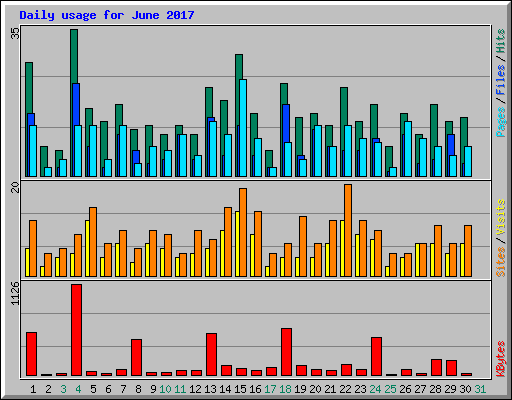 Daily usage for June 2017
35
Pages / Files / Hits
20
Sites / Visits
1126
KBytes
1 2 3 4 5 6 7 8 9 10 11 12 13 14 15 16 17 18 19 20 21 22 23 24 25 26 27 28 29 30 31